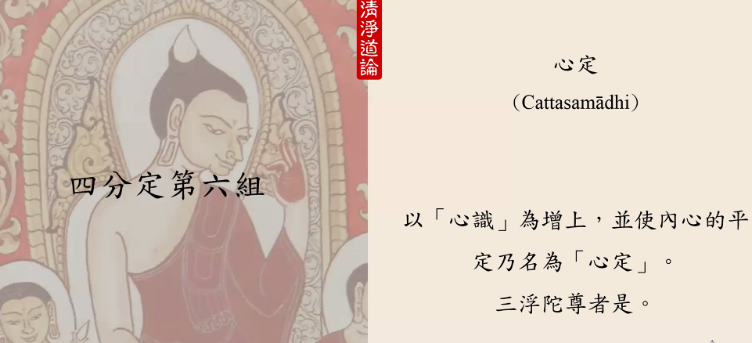 清淨道論
四分定第六組
心定
（Cattasamādhi）
以「心識」為增上，並使內心的平
定乃名為「心定」。
三浮陀尊者是。